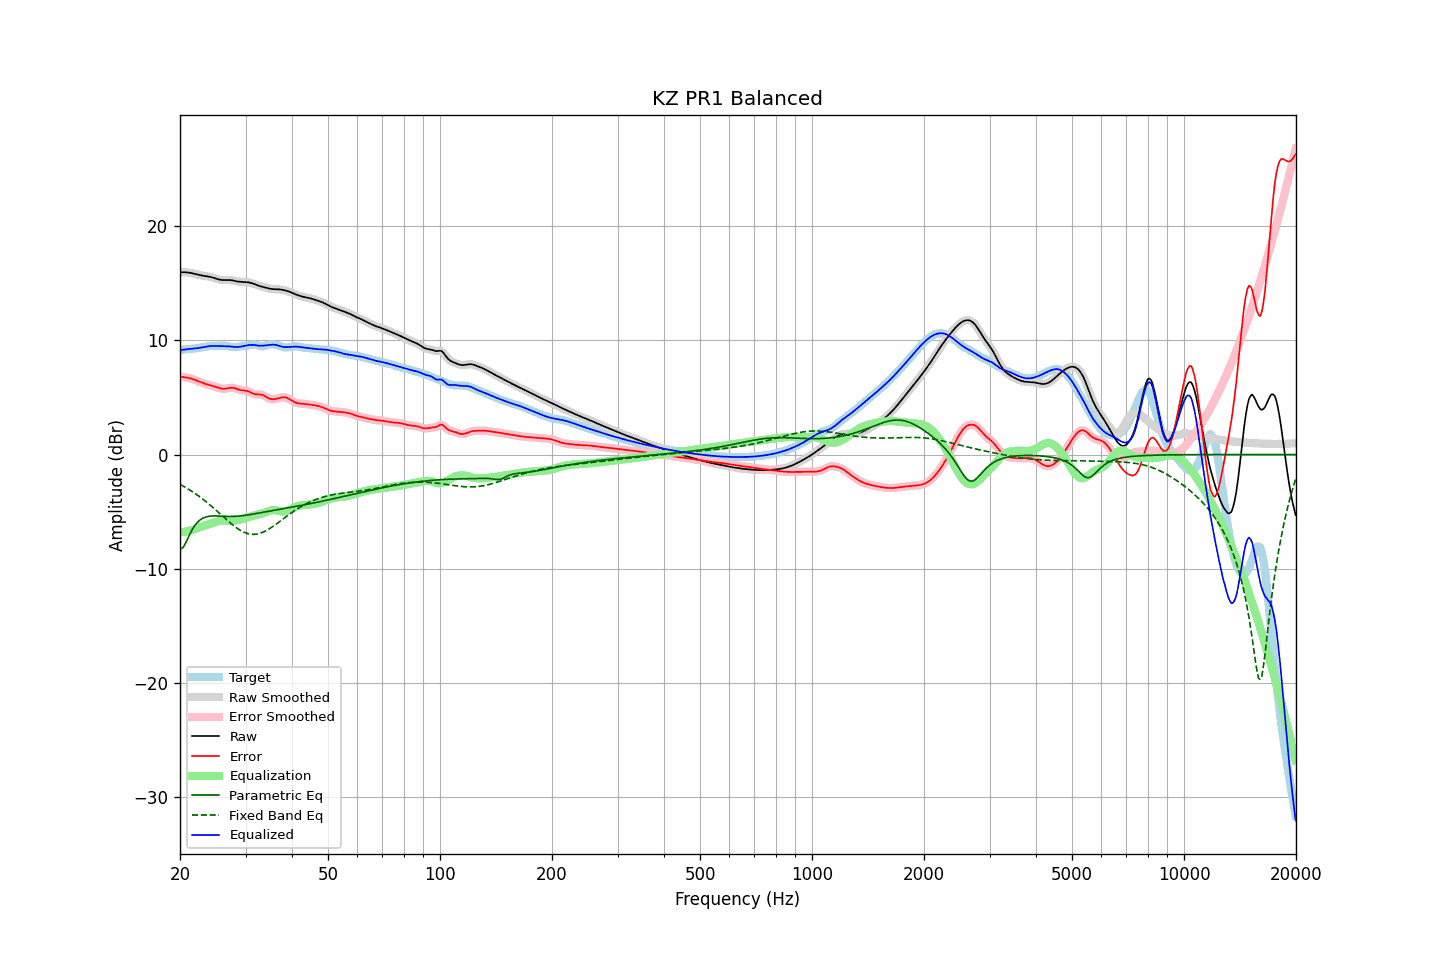 KZ PR1 Balanced
Amplitude (dBr)
20
10
0
−10
−20
−30
Target
Raw Smoothed
Error Smoothed
Raw
Error
Equalization
Parametric Eq
Fixed Band Eq
Equalized
20 50 100 200 500 1000 2000 5000 10000 20000
Frequency (Hz)